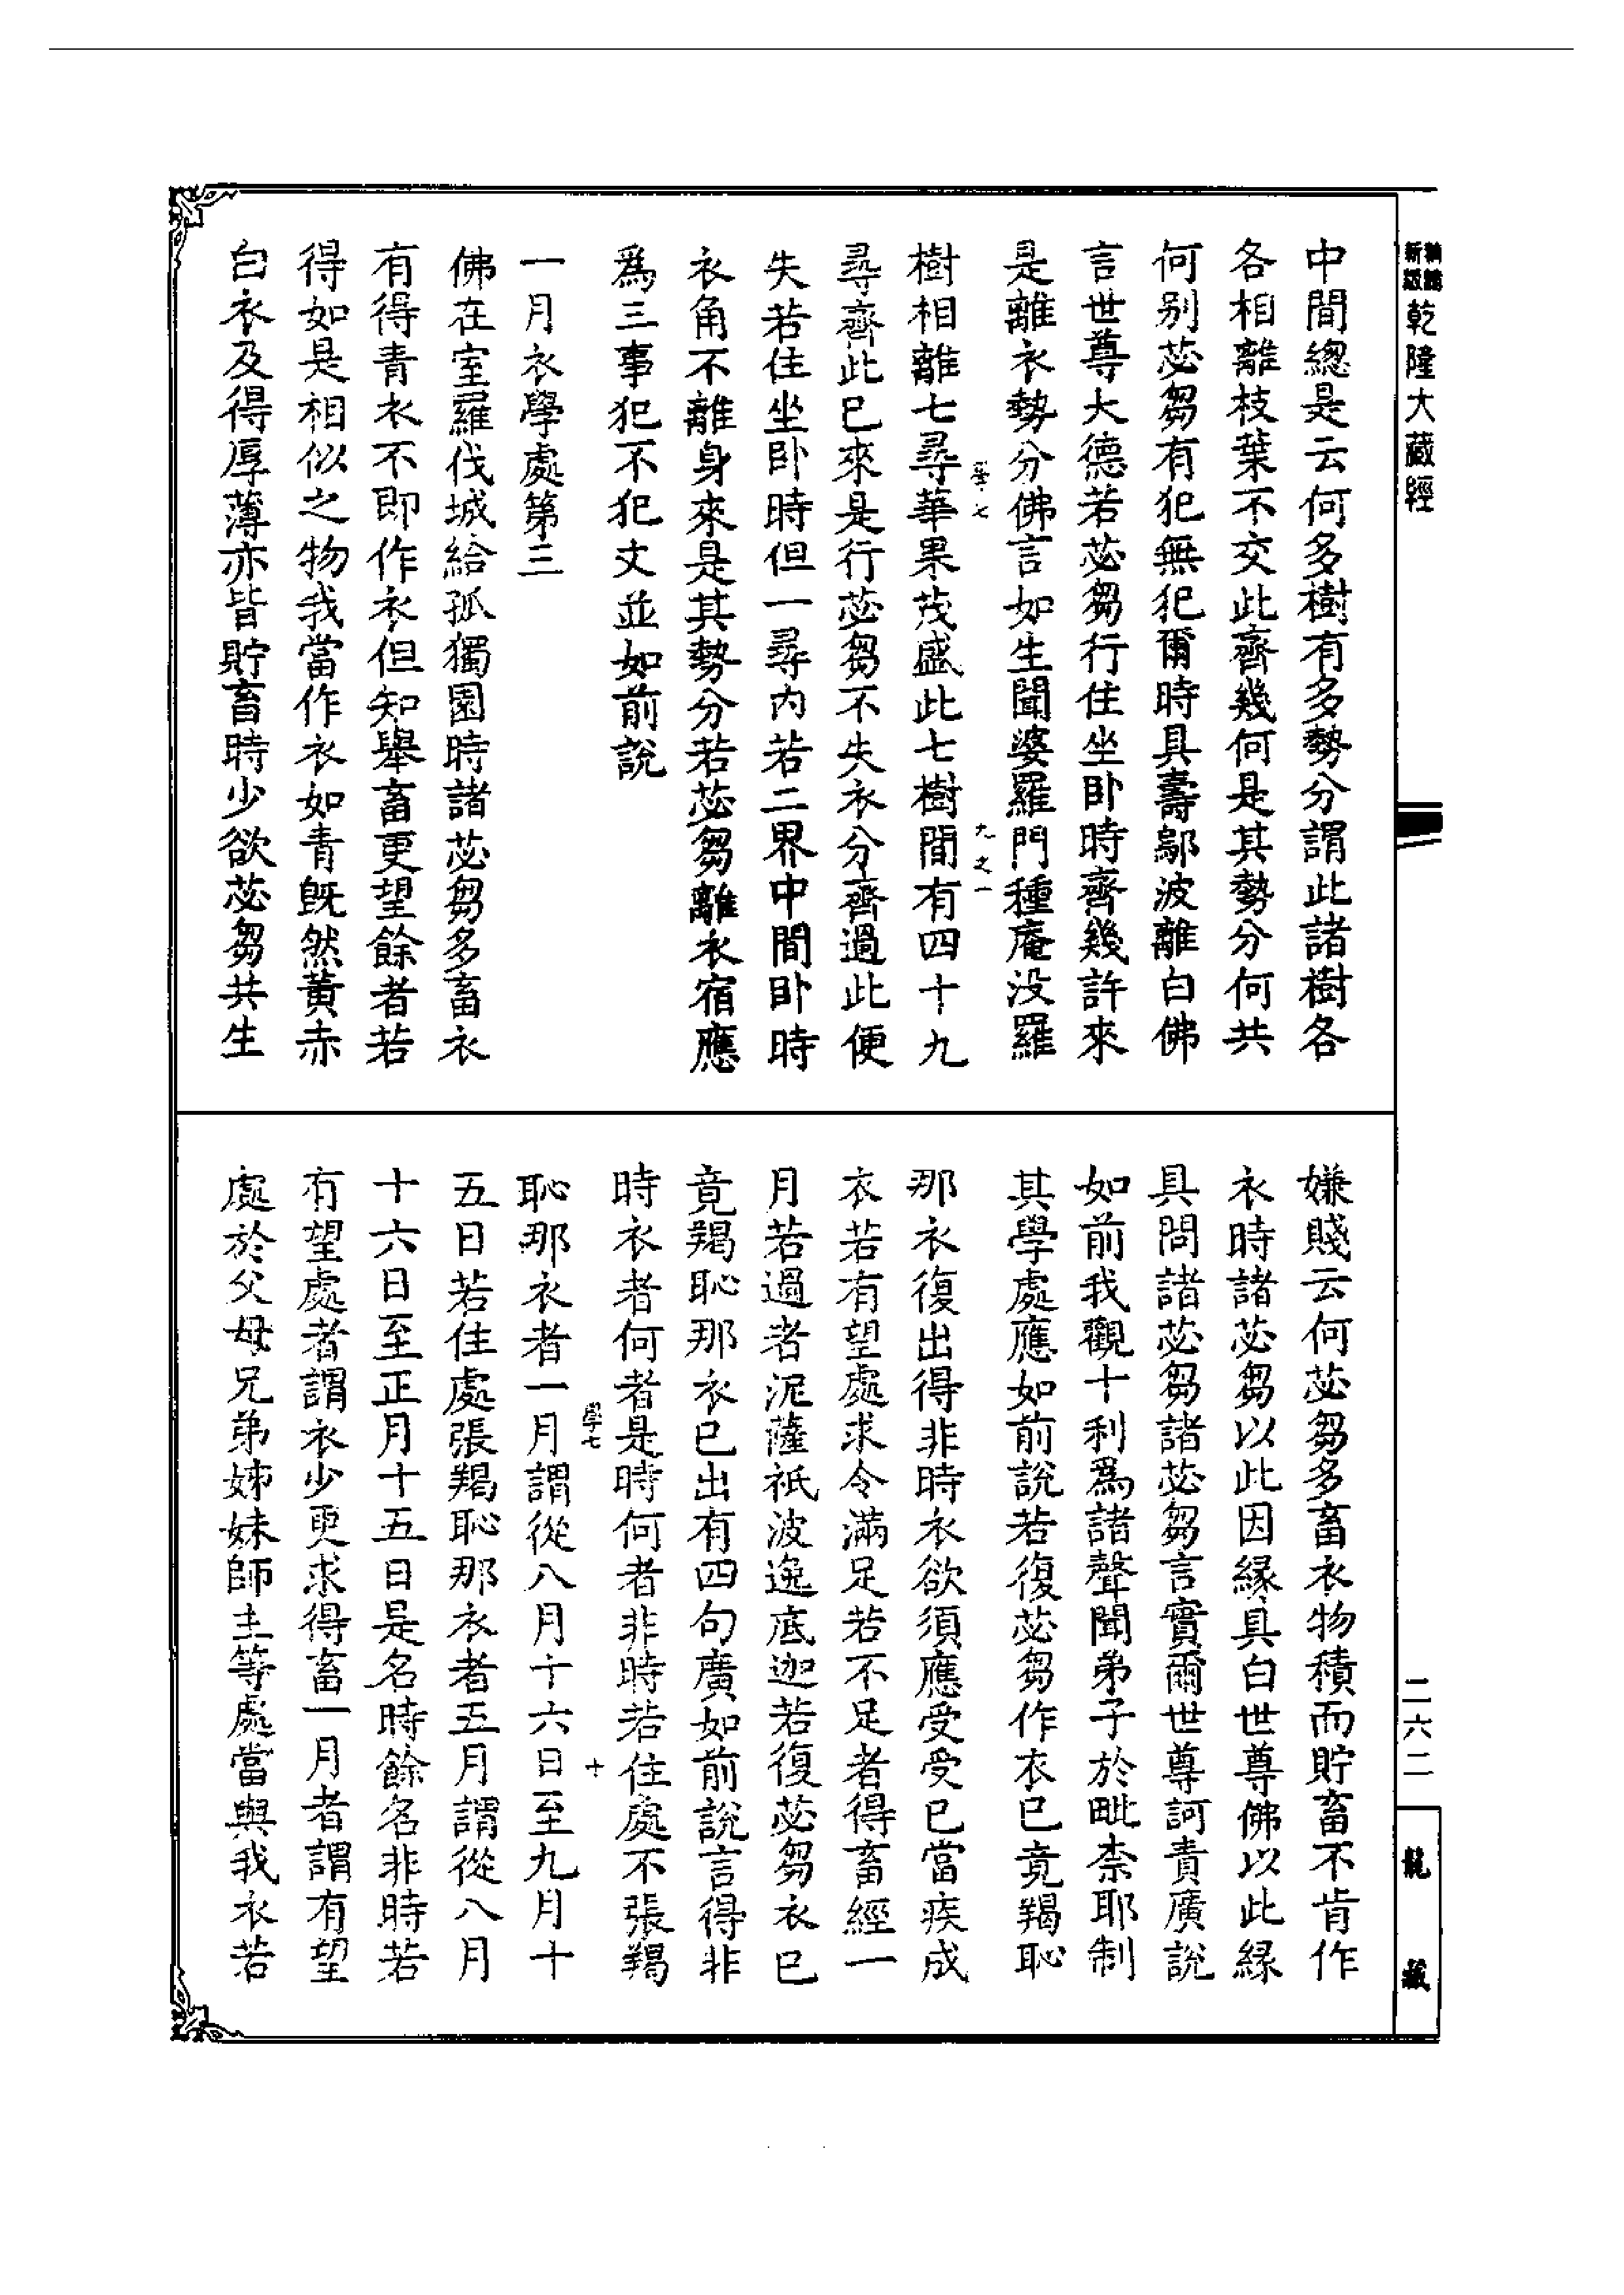 乾隆大藏經
中間總是云何多樹有多勢分謂此諸樹各
各相離枝葉不交此齊幾何是其勢分何共
何別苾芻有犯無犯爾時具壽鄔波離白佛
言世尊大德若苾芻行住坐卧時齊幾許來
是離衣勢分佛言如生聞婆羅門種庵没羅
樹相離七尋華果茂盛此七樹間有四十九
尋齊此已來是行苾芻不失衣分齊過此便
失若住坐卧時但一尋内若二界中間卧時
衣角不離身來是其勢分若苾芻離衣宿應
為三事犯不犯丈並如前說
一月衣學處第三
佛在室羅伐城給孤獨園時諸苾芻多畜衣
有得青衣不即作衣但知舉畜更望餘者若
得如是相似之物我當作衣如青既然黄赤
白衣及得厚薄亦皆貯畜時少欲苾芻共生
嫌賤云何苾芻多畜衣物積而貯畜不肯作
衣時諸苾芻以此因緣具白世尊佛以此緣
具問諸苾芻諸苾芻言實爾世尊訶責廣說
如前我觀十利為諸聲聞弟子於毗柰耶制
其學處應如前說若復苾芻作衣已竟羯恥
那衣復出得非時衣欲須應受受已當疾成
衣若有望處求令滿足若不足者得畜經一
月若過者泥薩祇波逸底迦若復苾芻衣已
竟羯恥那衣已出有四句廣如前說言得非
時衣者何者是時何者非時若住處不張羯
恥那衣者一月謂從八月十六日至九月十
五日若住處張羯恥那衣者五月謂從八月
十六日至正月十五日是名時餘名非時若
有望處者謂衣少更求得畜一月者謂有望
處於父母兄弟姊妹師主等處當與我衣若
二六二
龍藏
九之一
學七
十